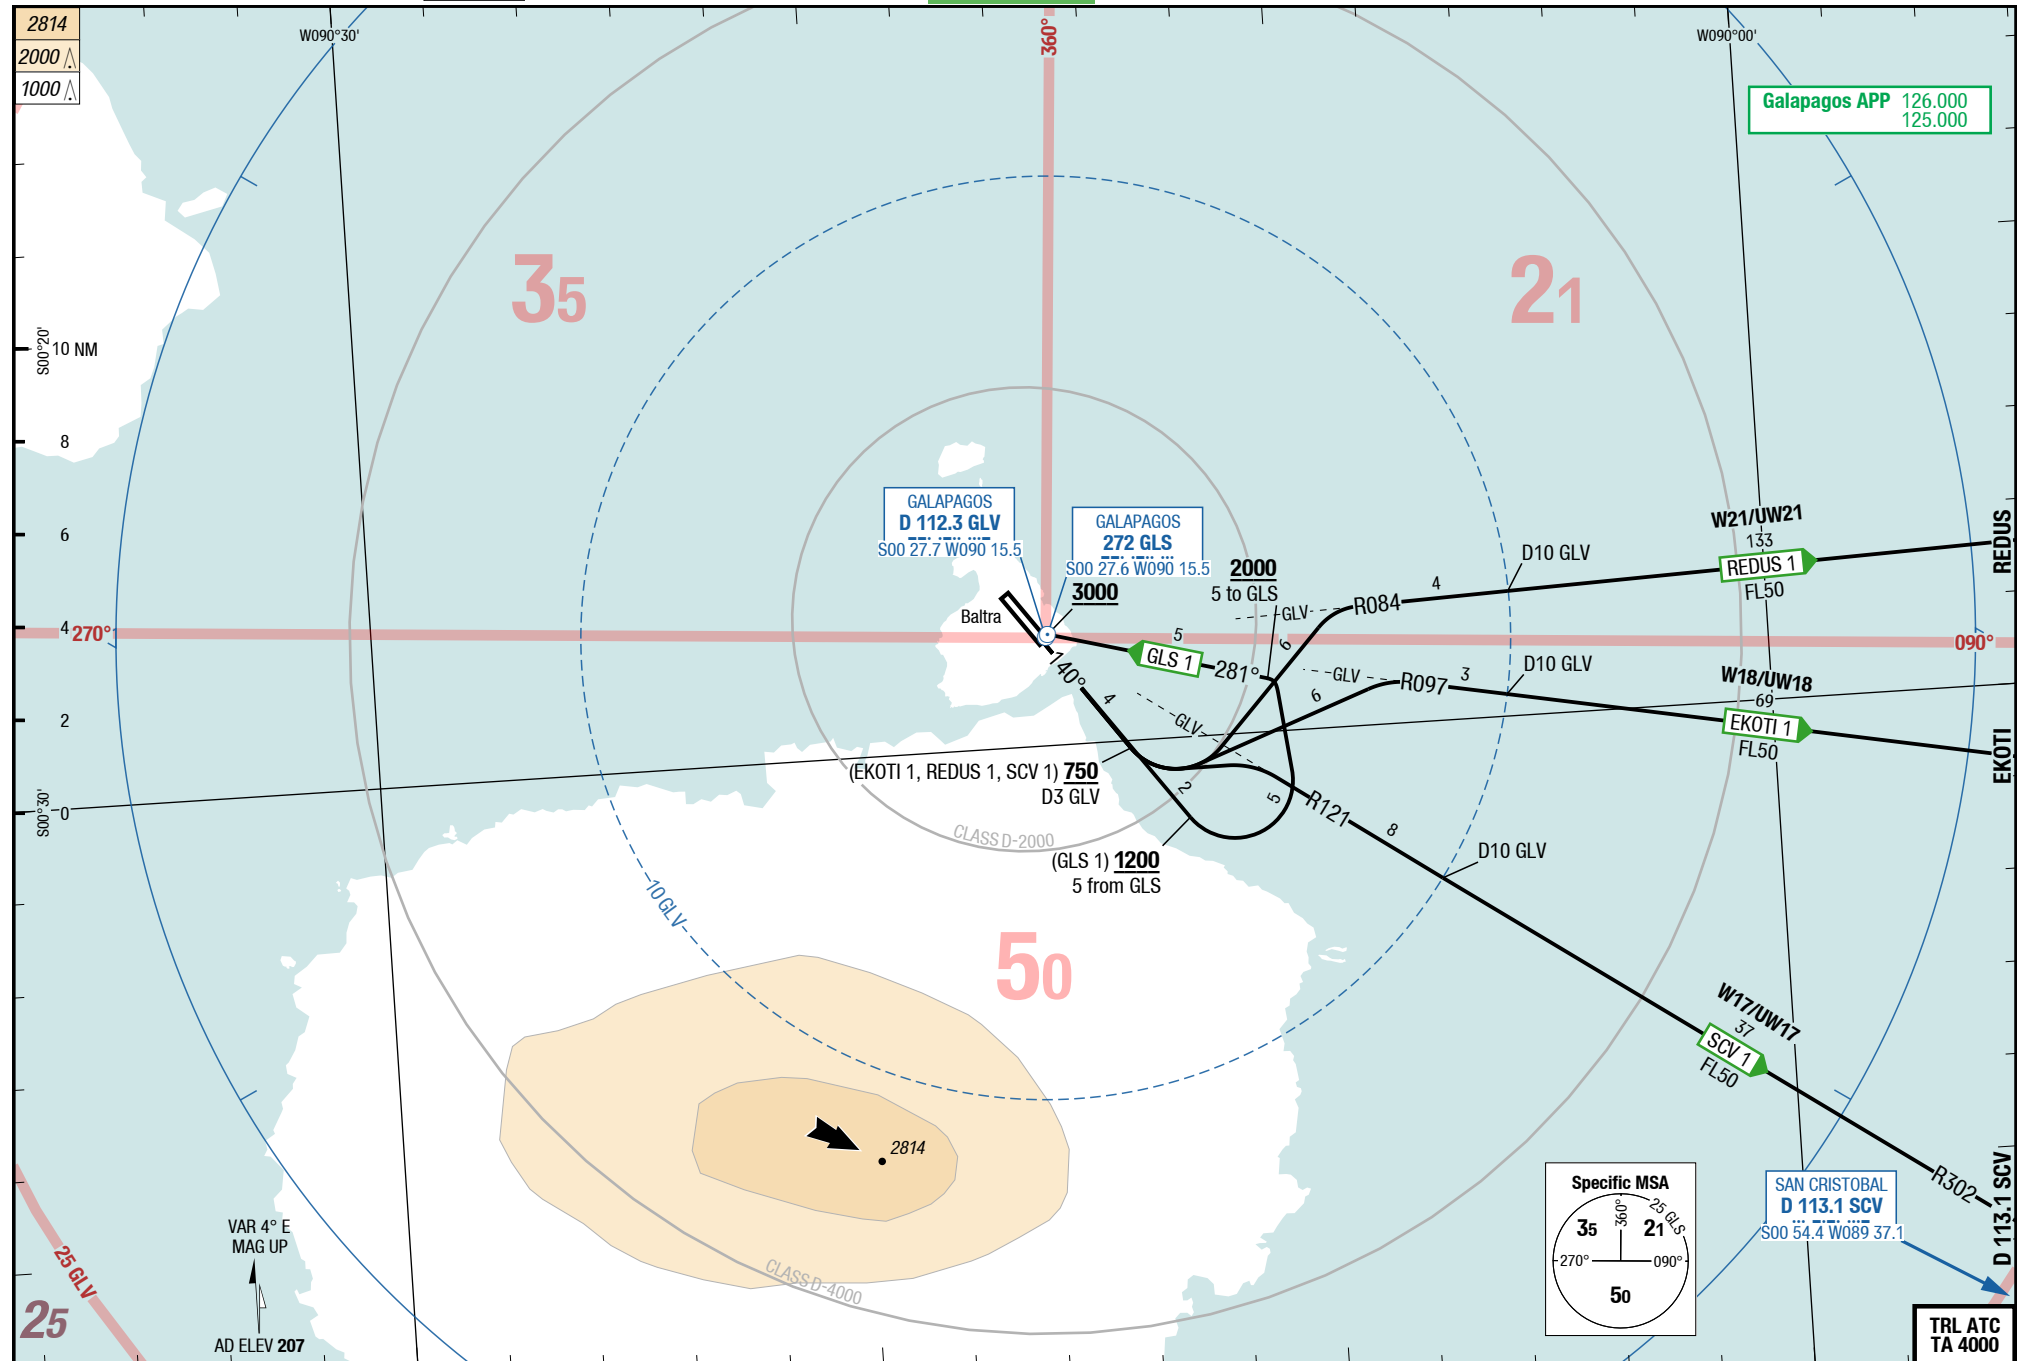 2814
2000
1000
W090°30'
360°
W090°00'
Galapagos APP 126.000
125.000
35
21
S00°20'
10 NM
8
6
4
2
0
S00°30'
270°
090°
GALAPAGOS
D 112.3 GLV
S00 27.7 W090 15.5
GALAPAGOS
272 GLS
S00 27.6 W090 15.5
3000
2000
5 to GLS
Baltra
5
GLS 1
281°
140°
4
GLV
6
R084
4
D10 GLV
W21/UW21
133
REDUS 1
FL50
REDUS
GLV
6
R097
3
D10 GLV
W18/UW18
69
EKOTI 1
FL50
EKOTI
GLV
(EKOTI 1, REDUS 1, SCV 1) 750
D3 GLV
2
5
R121
8
D10 GLV
CLASS D-2000
(GLS 1) 1200
5 from GLS
10 GLV
50
W17/UW17
37
SCV 1
FL50
R302
D 113.1 SCV
2814
CLASS D-4000
SAN CRISTOBAL
D 113.1 SCV
S00 54.4 W089 37.1
Specific MSA
25 GLS
360°
35
21
270°
090°
50
VAR 4° E
MAG UP
AD ELEV 207
25 GLV
25
TRL ATC
TA 4000